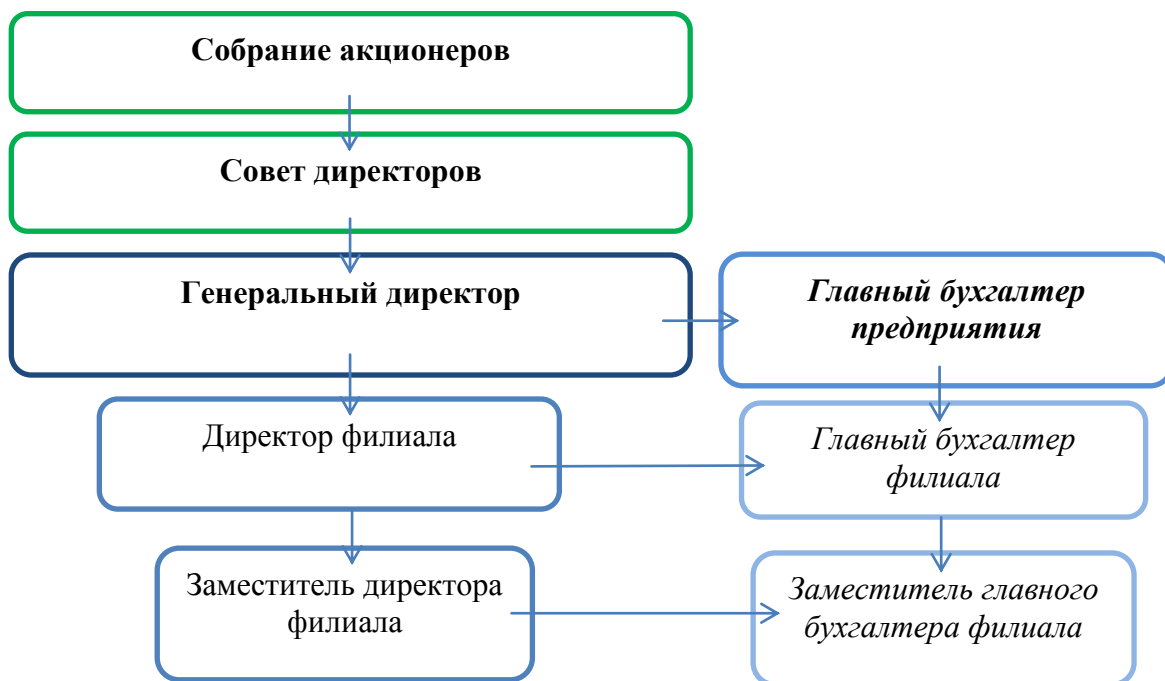 Собрание акционеров
Совет директоров
Генеральный директор
Главный бухгалтер
предприятия
Директор филиала
Главный бухгалтер
филиала
Заместитель директора
филиала
Заместитель главного
бухгалтера филиала